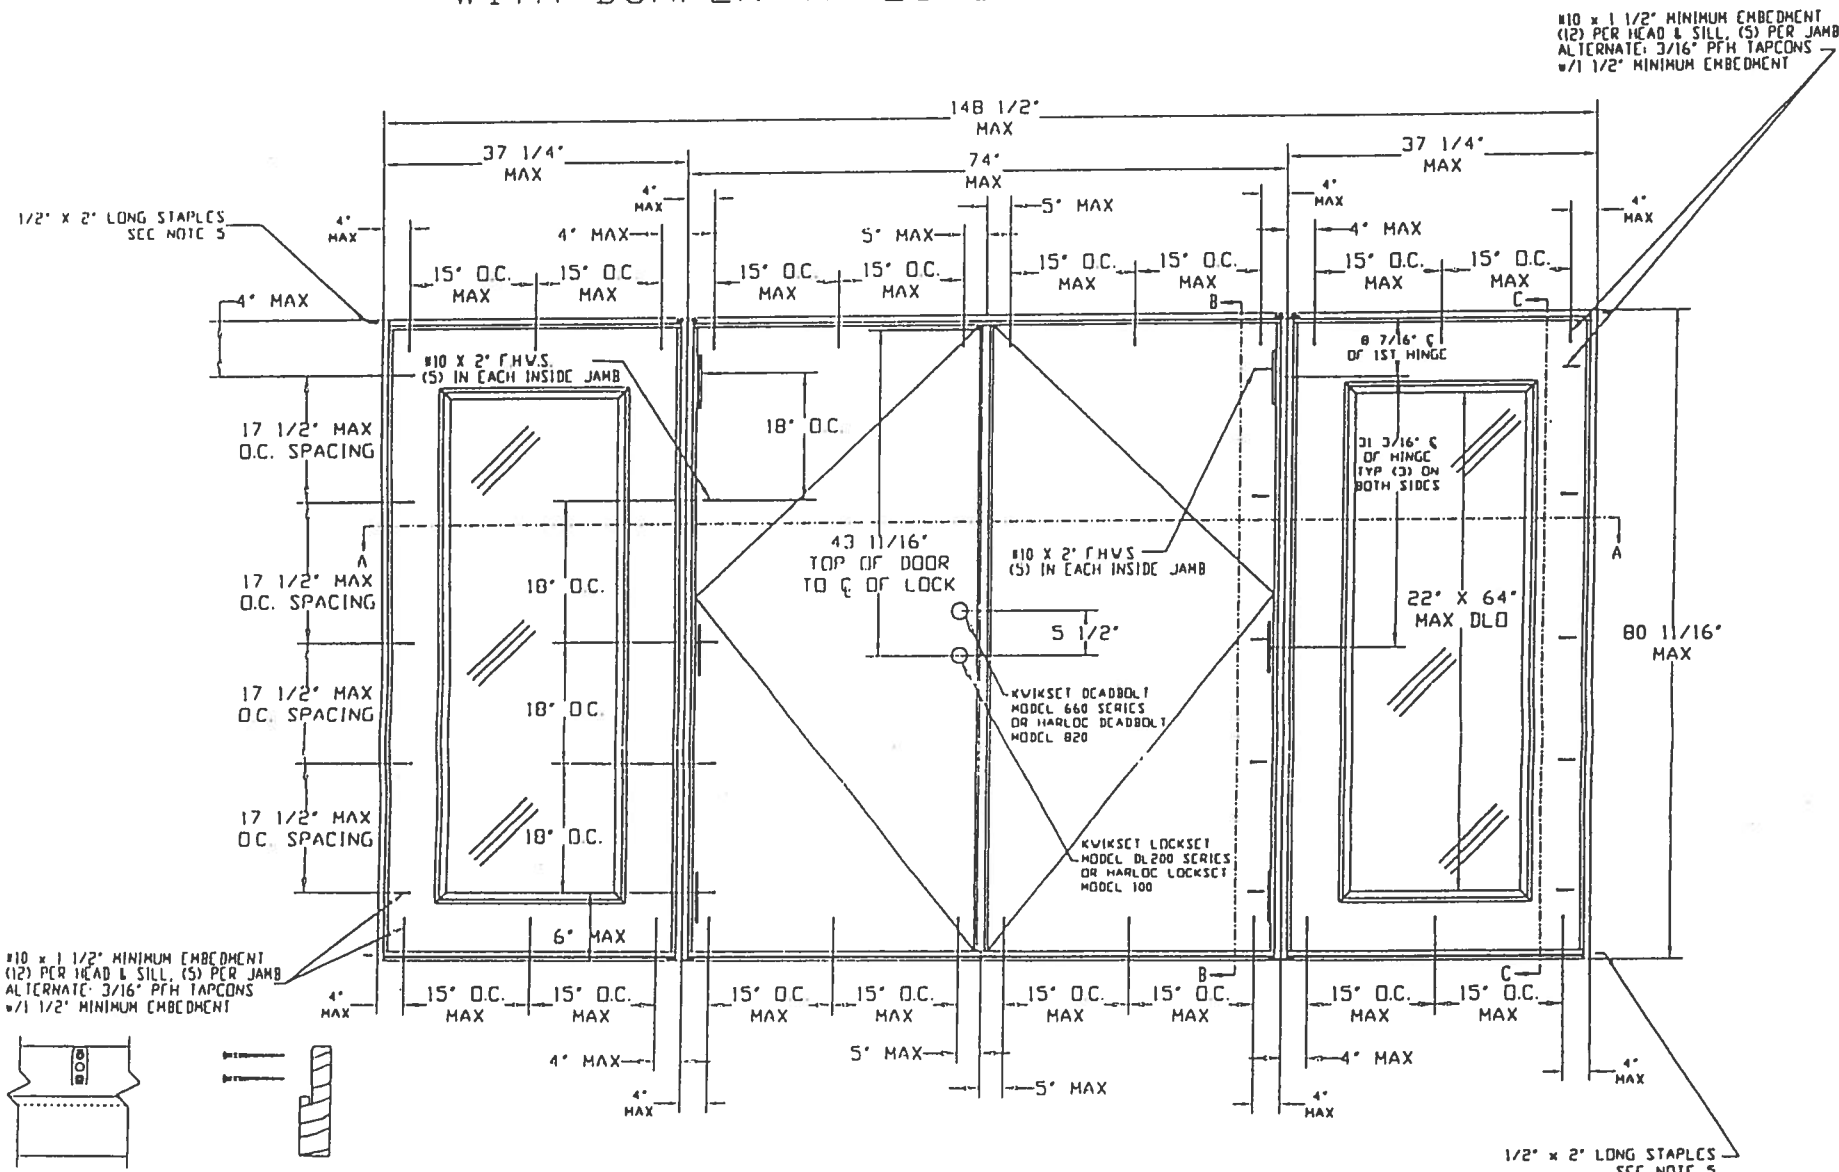 #10 x 1 1/2" MINIMUM EMBEDMENT
(12) PER HEAD & SILL, (5) PER JAMB
ALTERNATE: 3/16" PFH TAPCONS
w/1 1/2" MINIMUM EMBEDMENT
148 1/2"
MAX
37 1/4"
MAX
74"
MAX
37 1/4"
MAX
1/2" X 2" LONG STAPLES
SEE NOTE 5
4"
MAX
4" MAX
4"
MAX
5" MAX
5" MAX
4"
MAX
4" MAX
4"
MAX
15" O.C.
MAX
15" O.C.
MAX
15" O.C.
MAX
15" O.C.
MAX
15" O.C.
MAX
15" O.C.
MAX
15" O.C.
MAX
15" O.C.
MAX
4" MAX
B
C
#10 X 2" F.H.W.S.
(5) IN EACH INSIDE JAMB
8 7/16" ℄
OF 1ST HINGE
18" O.C.
17 1/2" MAX
O.C. SPACING
31 3/16" ℄
OF HINGE
TYP (3) ON
BOTH SIDES
A
A
43 11/16"
TOP OF DOOR
TO ℄ OF LOCK
#10 X 2" F.H.W.S
(5) IN EACH INSIDE JAMB
17 1/2" MAX
O.C. SPACING
18" O.C.
22" X 64"
MAX DLO
5 1/2"
80 11/16"
MAX
17 1/2" MAX
O.C. SPACING
18" O.C.
KWIKSET DEADBOLT
MODEL 660 SERIES
OR HARLOC DEADBOLT
MODEL 820
17 1/2" MAX
O.C. SPACING
18" O.C.
KWIKSET LOCKSET
MODEL DL200 SERIES
OR HARLOC LOCKSET
MODEL 100
6" MAX
#10 x 1 1/2" MINIMUM EMBEDMENT
(12) PER HEAD & SILL, (5) PER JAMB
ALTERNATE: 3/16" PFH TAPCONS
w/1 1/2" MINIMUM EMBEDMENT
B
C
4"
MAX
15" O.C.
MAX
15" O.C.
MAX
15" O.C.
MAX
15" O.C.
MAX
15" O.C.
MAX
15" O.C.
MAX
15" O.C.
MAX
15" O.C.
MAX
4" MAX
5" MAX
4" MAX
4"
MAX
5" MAX
4"
MAX
4"
MAX
1/2" x 2" LONG STAPLES
SEE NOTE 5